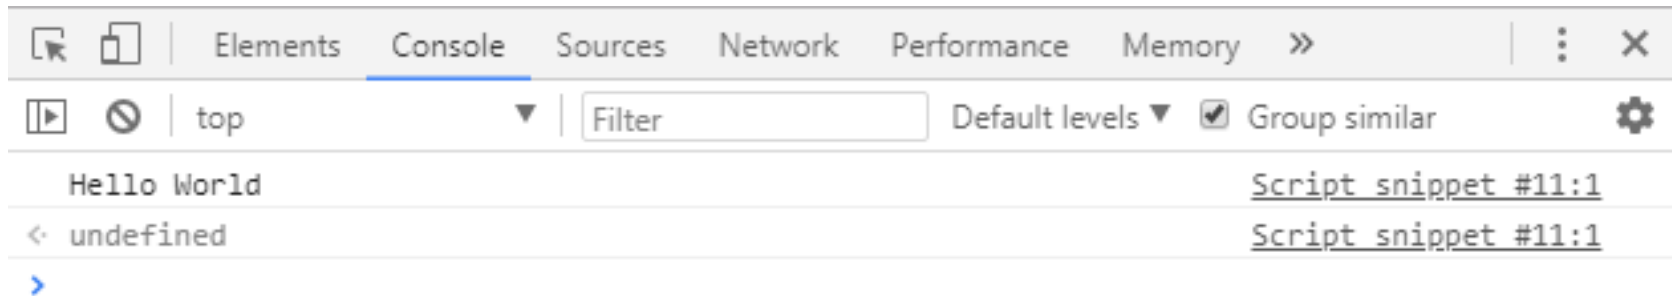 Elements Console Sources Network Performance Memory »
top Filter Default levels Group similar
Hello World Script snippet #11:1
undefined Script snippet #11:1